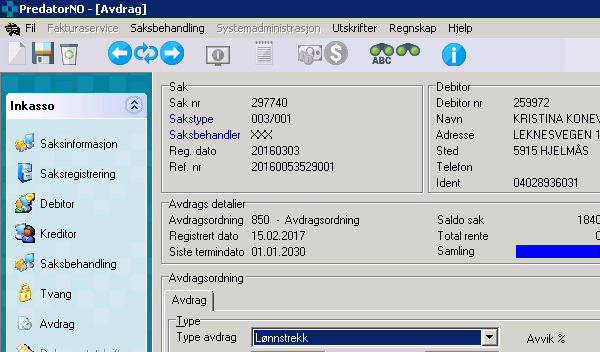 PredatorNO - [Avdrag]
Fil Fakturaservice Saksbehandling Systemadministrasjon Utskrifter Regnskap Hjelp
ABC
Inkasso
Saksinformasjon
Saksregistrering
Debitor
Kreditor
Saksbehandling
Tvang
Avdrag
Sak
Sak nr 297740
Sakstype 003/001
Saksbehandler XXX
Reg. dato 20160303
Ref. nr 20160053529001
Debitor
Debitor nr 259972
Navn KRISTINA KONEV
Adresse LEKNESVEGEN 1
Sted 5915 HJELMÅS
Telefon
Ident 04028936031
Avdrags detalier
Avdragsordning 850 - Avdragsordning
Registrert dato 15.02.2017
Siste termindato 01.01.2030
Saldo sak 1840
Total rente
Samling
Avdragsordning
Avdrag
Type
Type avdrag Lønnstrekk
Avvik %